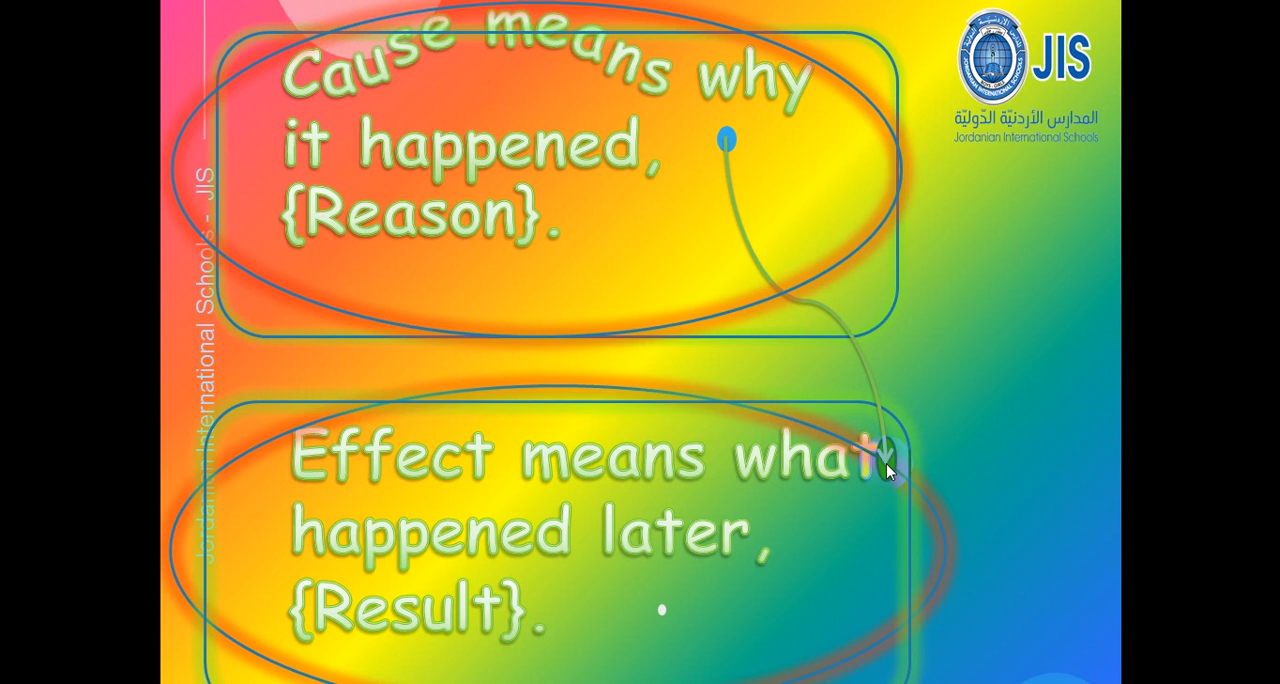 Cause means why
it happened,
{Reason}.
Effect means what
happened later,
{Result}.
JIS
المدارس الأردنيّة الدّوليّة
Jordanian International Schools
Jordanian International Schools - JIS